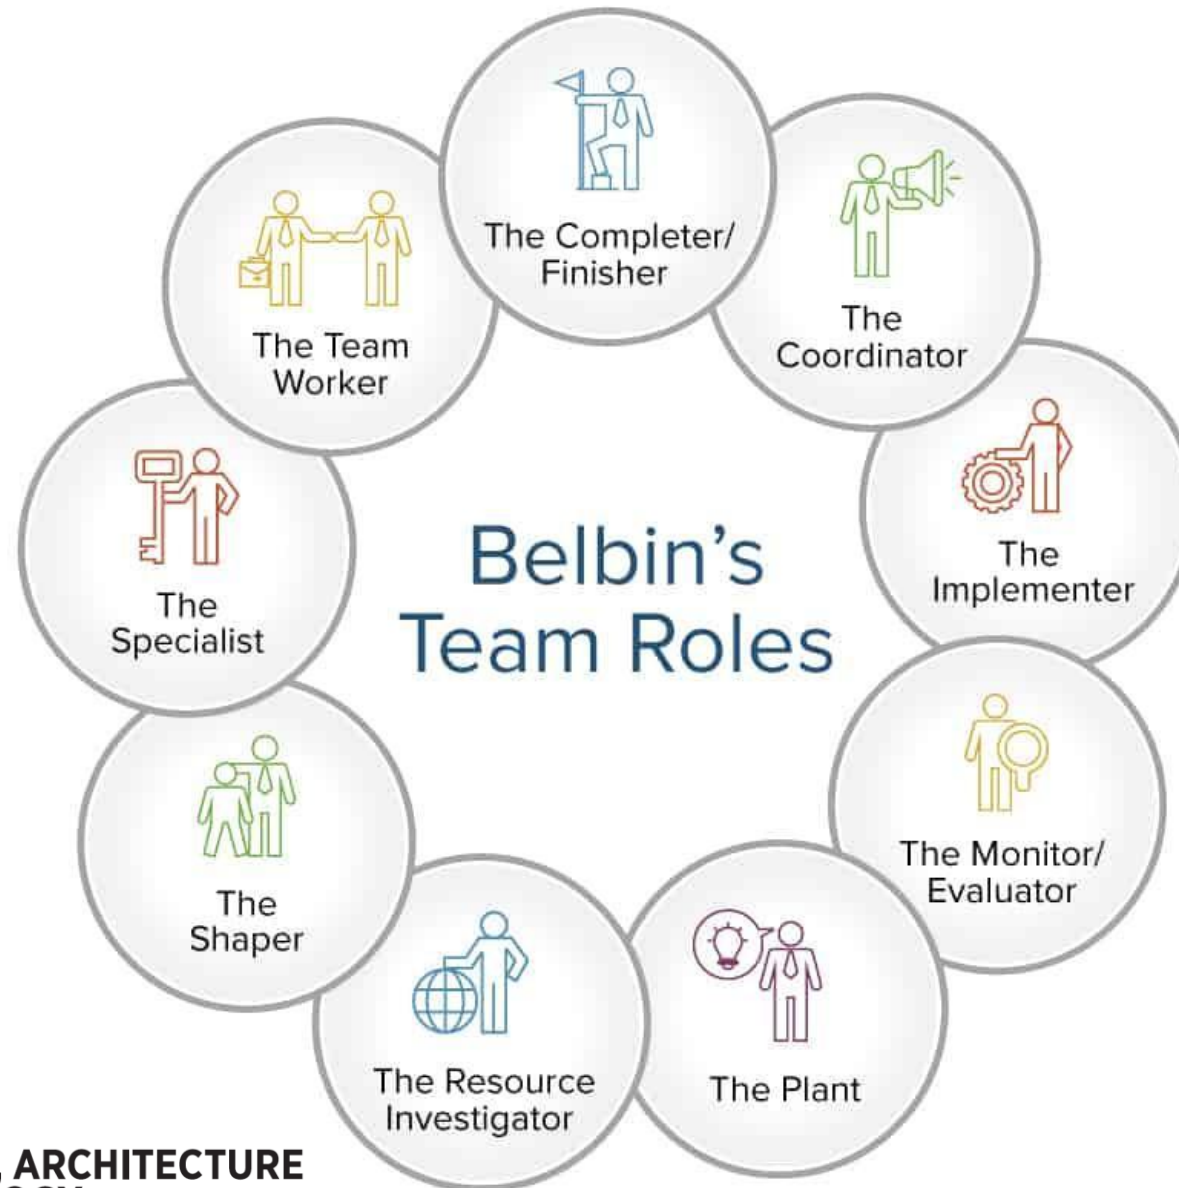 The Completer/
Finisher
The
Coordinator
The
Implementer
The Monitor/
Evaluator
The Plant
The Resource
Investigator
The
Shaper
The
Specialist
The Team
Worker
Belbin’s
Team Roles
ARCHITECTURE